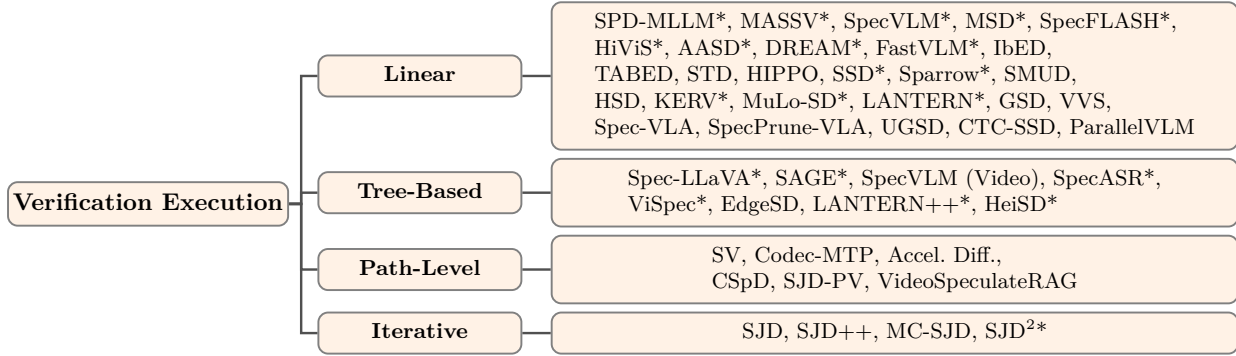 Verification Execution
Linear
SPD-MLLM*, MASSV*, SpecVLM*, MSD*, SpecFLASH*,
HiViS*, AASD*, DREAM*, FastVLM*, IbED,
TABED, STD, HIPPO, SSD*, Sparrow*, SMUD,
HSD, KERV*, MuLo-SD*, LANTERN*, GSD, VVS,
Spec-VLA, SpecPrune-VLA, UGSD, CTC-SSD, ParallelVLM
Tree-Based
Spec-LLaVA*, SAGE*, SpecVLM (Video), SpecASR*,
ViSpec*, EdgeSD, LANTERN++*, HeiSD*
Path-Level
SV, Codec-MTP, Accel. Diff.,
CSpD, SJD-PV, VideoSpeculateRAG
Iterative
SJD, SJD++, MC-SJD, SJD²*